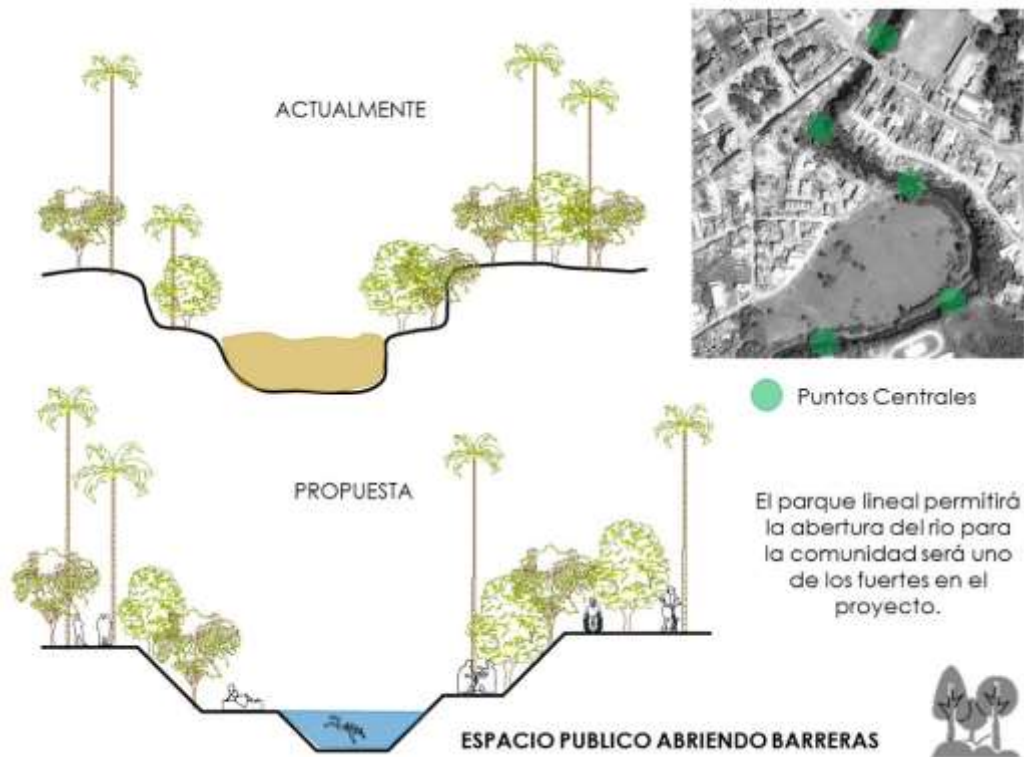 ACTUALMENTE
Puntos Centrales
PROPUESTA
El parque lineal permitirá
la abertura del rio para
la comunidad será uno
de los fuertes en el
proyecto.
ESPACIO PUBLICO ABRIENDO BARRERAS